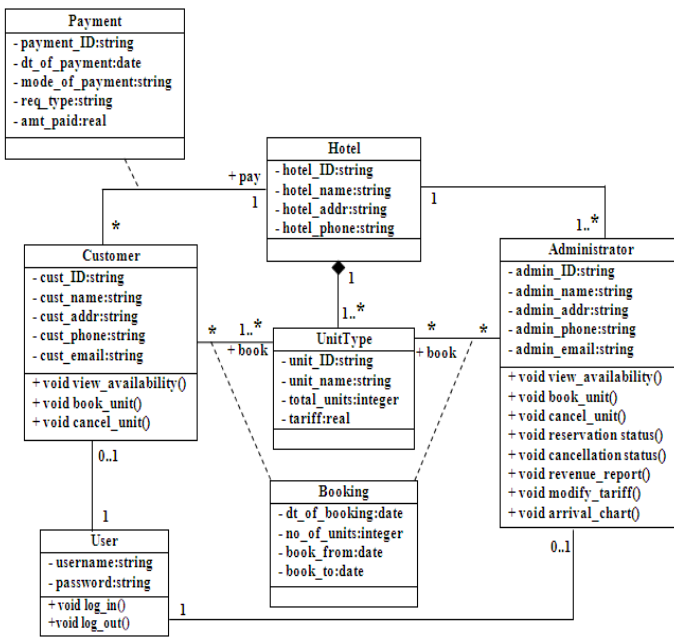 Payment
- payment_ID:string
- dt_of_payment:date
- mode_of_payment:string
- req_type:string
- amt_paid:real
Hotel
- hotel_ID:string
- hotel_name:string
- hotel_addr:string
- hotel_phone:string
+ pay
1
*
1
1..*
Customer
- cust_ID:string
- cust_name:string
- cust_addr:string
- cust_phone:string
- cust_email:string
+ void view_availability()
+ void book_unit()
+ void cancel_unit()
1
1..*
* 1..*
+ book
UnitType
- unit_ID:string
- unit_name:string
- total_units:integer
- tariff:real
* *
+ book
Administrator
- admin_ID:string
- admin_name:string
- admin_addr:string
- admin_phone:string
- admin_email:string
+ void view_availability()
+ void book_unit()
+ void cancel_unit()
+ void reservation status()
+ void cancellation status()
+ void revenue_report()
+ void modify_tariff()
+ void arrival_chart()
Booking
- dt_of_booking:date
- no_of_units:integer
- book_from:date
- book_to:date
0..1
1
User
- username:string
- password:string
+ void log_in()
+void log_out()
1
0..1